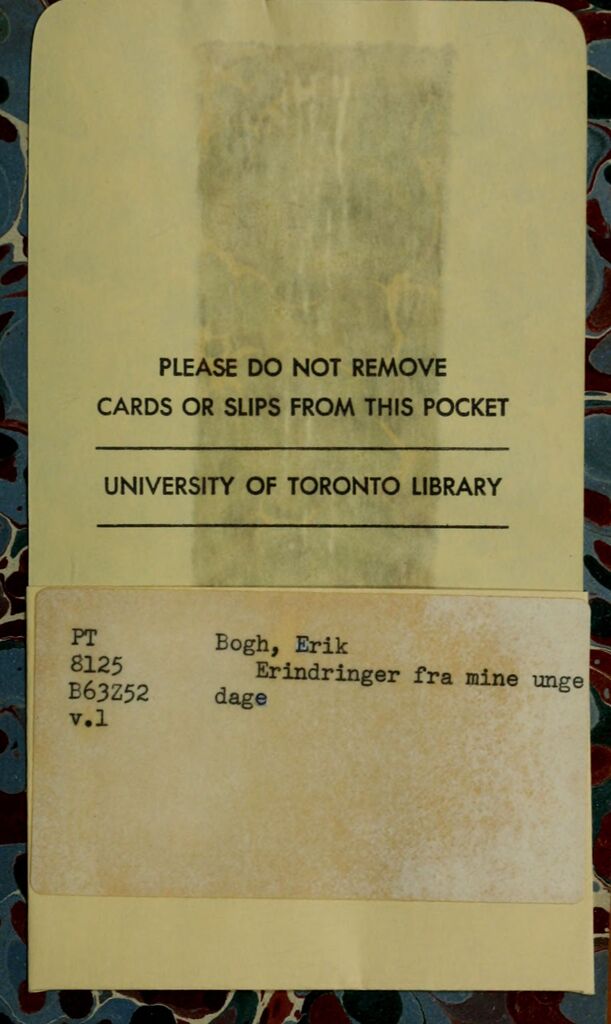 PLEASE DO NOT REMOVE
CARDS OR SLIPS FROM THIS POCKET
UNIVERSITY OF TORONTO LIBRARY
PT
8125
B63Z52
v.1
Bogh, Erik
Erindringer fra mine unge
dage